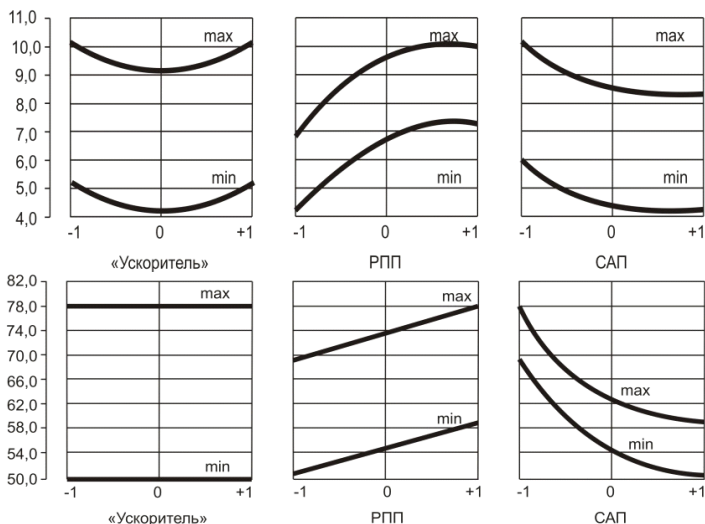 11,0
10,0
9,0
8,0
7,0
6,0
5,0
4,0
max max max
min min min
-1 0 +1 -1 0 +1 -1 0 +1
«Ускоритель» РПП САП
82,0
78,0
74,0
70,0
66,0
62,0
58,0
54,0
50,0
max max max
min min min
-1 0 +1 -1 0 +1 -1 0 +1
«Ускоритель» РПП САП